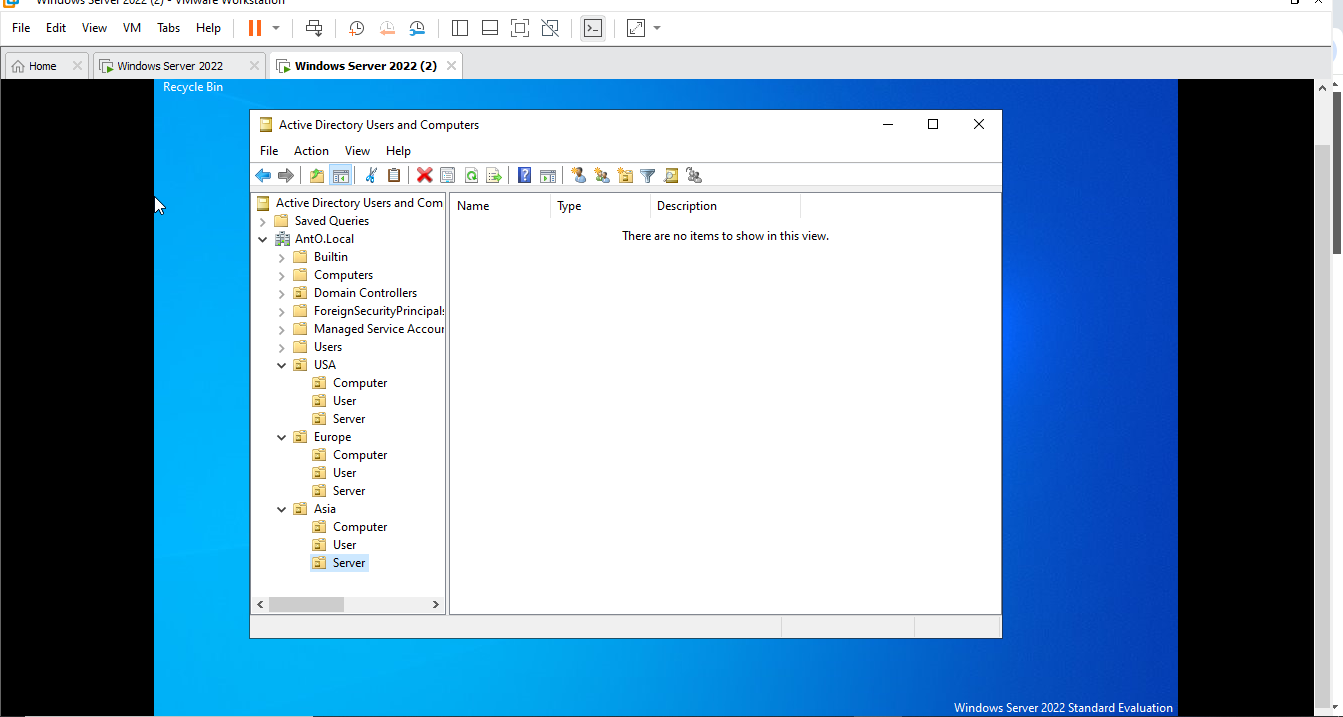 Windows Server 2022 (2) - VMware Workstation
File Edit View VM Tabs Help
Home Windows Server 2022 Windows Server 2022 (2)
Recycle Bin
Active Directory Users and Computers
File Action View Help
Active Directory Users and Com
Name Type Description
Saved Queries
There are no items to show in this view.
AntO.Local
Builtin
Computers
Domain Controllers
ForeignSecurityPrincipals
Managed Service Accour
Users
USA
Computer
User
Server
Europe
Computer
User
Server
Asia
Computer
User
Server
Windows Server 2022 Standard Evaluation